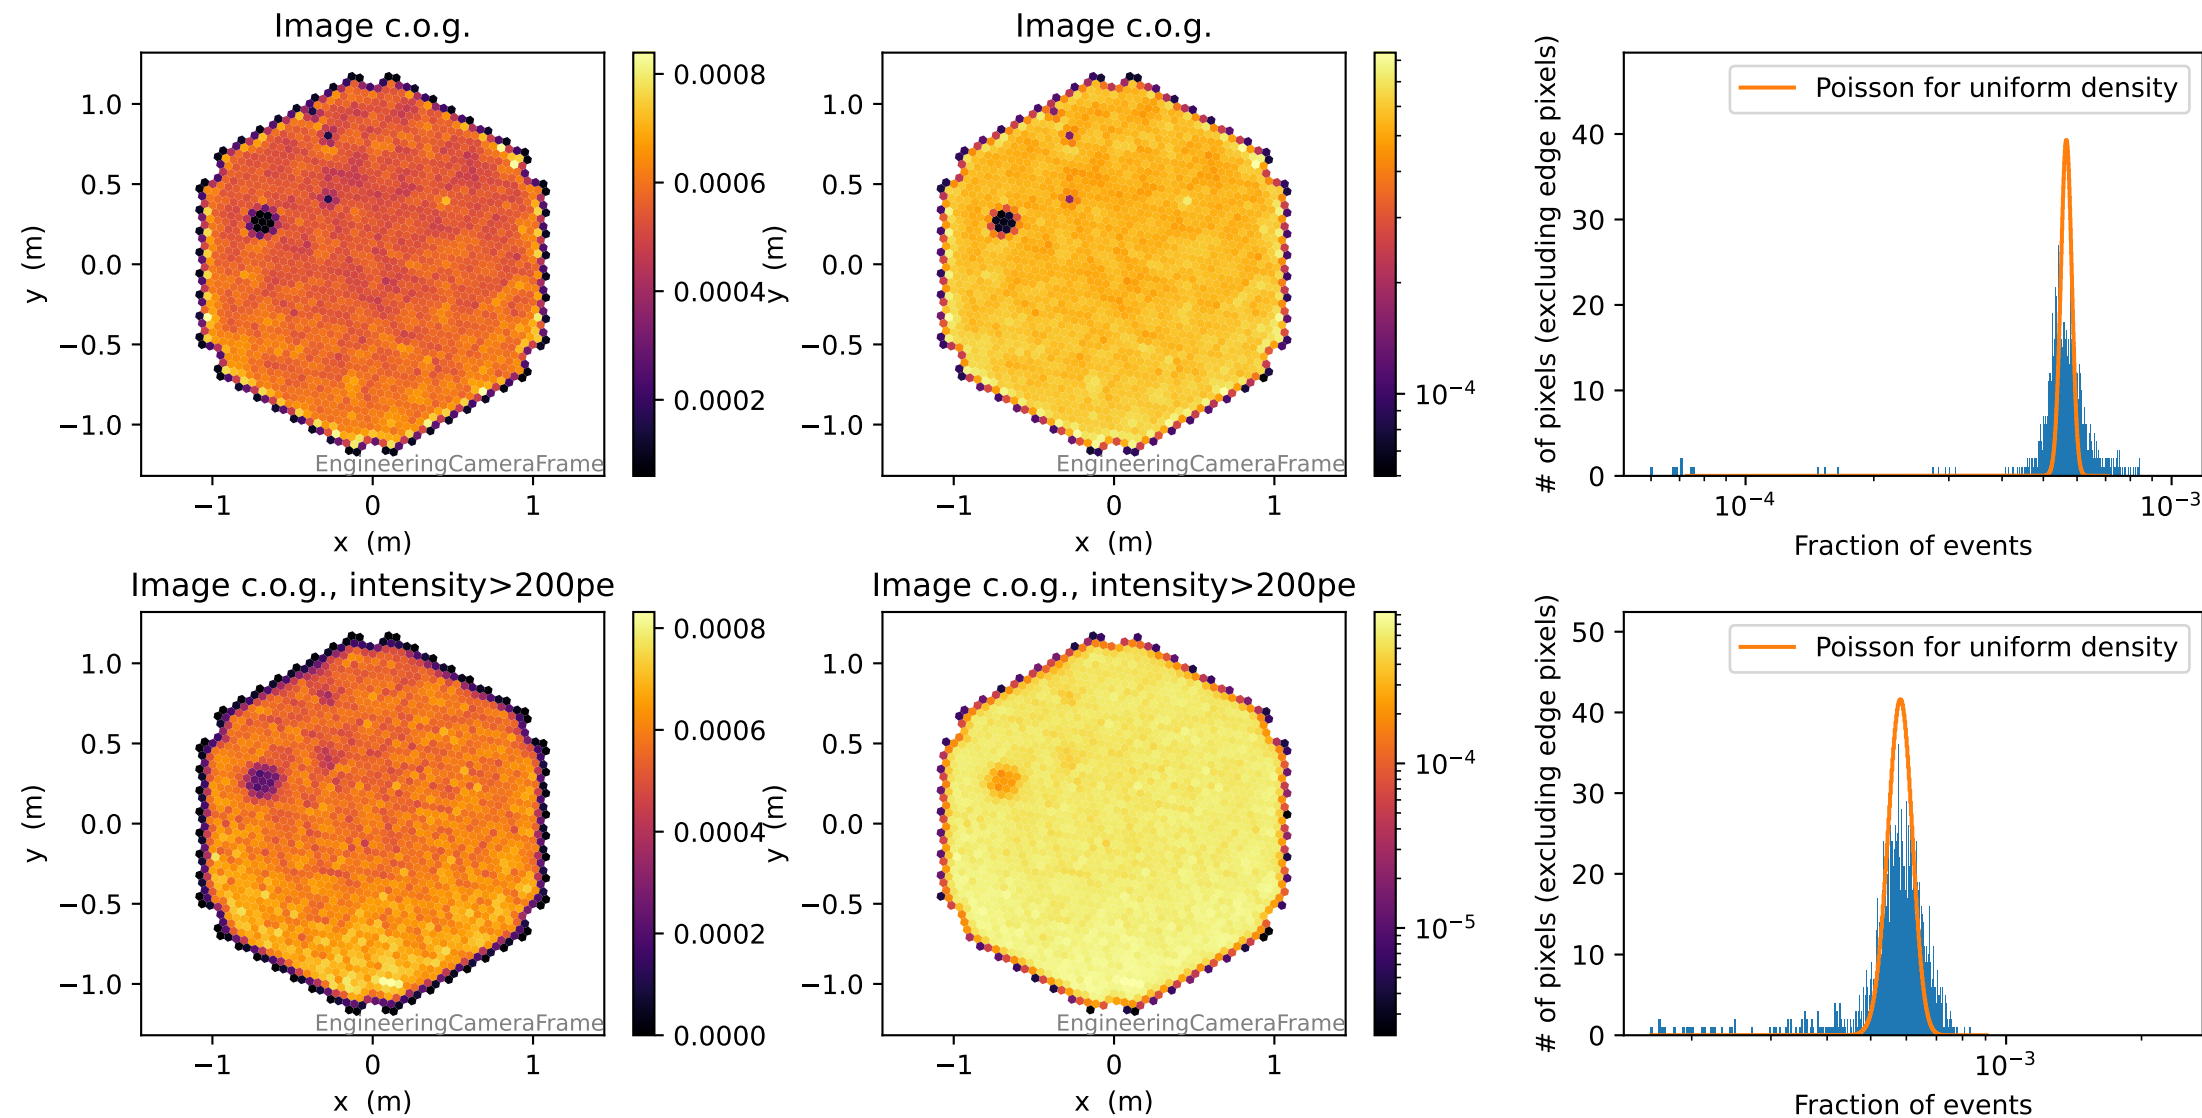 Image c.o.g.
1.0
0.5
0.0
−0.5
−1.0
y (m)
−1
0
1
x (m)
EngineeringCameraFrame
0.0008
0.0006
0.0004
0.0002
Image c.o.g.
1.0
0.5
0.0
−0.5
−1.0
y (m)
−1
0
1
x (m)
EngineeringCameraFrame
10⁻⁴
# of pixels (excluding edge pixels)
40
30
20
10
0
Poisson for uniform density
10⁻⁴
10⁻³
Fraction of events
Image c.o.g., intensity>200pe
1.0
0.5
0.0
−0.5
−1.0
y (m)
−1
0
1
x (m)
EngineeringCameraFrame
0.0008
0.0006
0.0004
0.0002
0.0000
Image c.o.g., intensity>200pe
1.0
0.5
0.0
−0.5
−1.0
y (m)
−1
0
1
x (m)
EngineeringCameraFrame
10⁻⁴
10⁻⁵
# of pixels (excluding edge pixels)
50
40
30
20
10
0
Poisson for uniform density
10⁻³
Fraction of events